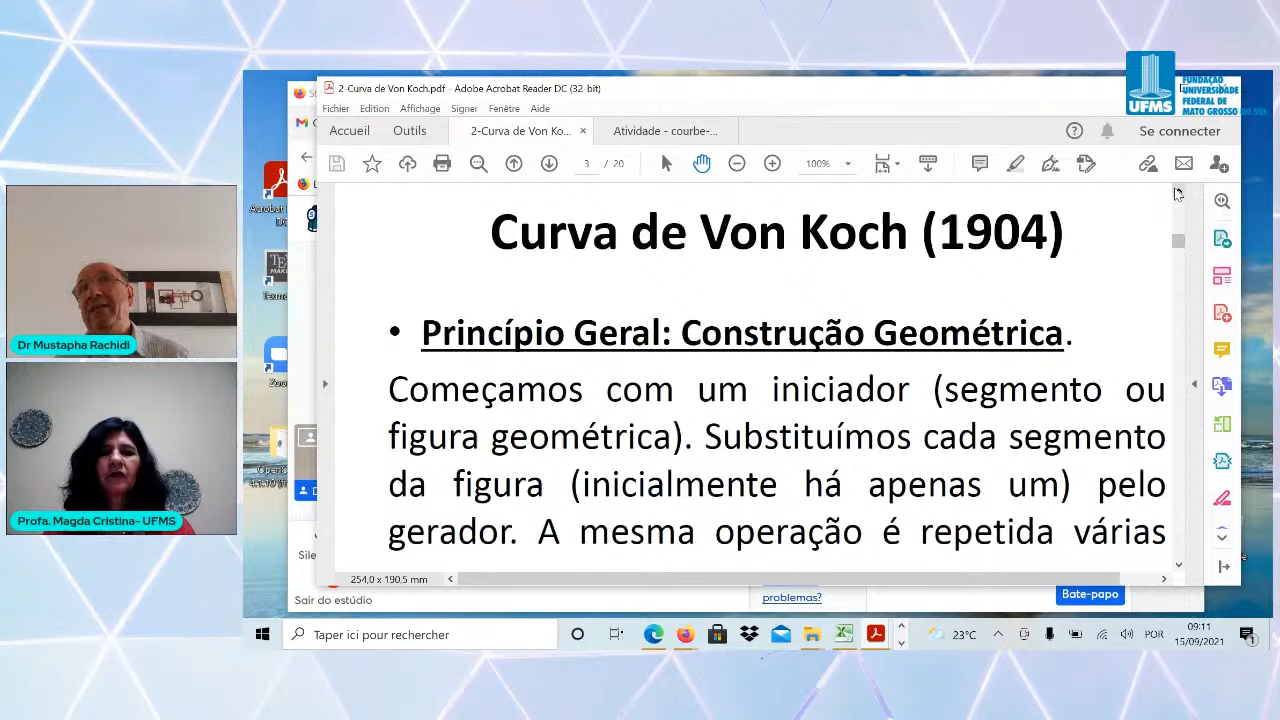 2-Curva de Von Koch.pdf - Adobe Acrobat Reader DC (32-bit)
Fichier Edition Affichage Signer Fenêtre Aide
Accueil Outils 2-Curva de Von Ko... × Atividade - courbe-... Se connecter
3 / 20 100%
UFMS
FUNDAÇÃO
UNIVERSIDADE
FEDERAL DE
MATO GROSSO DO SUL
Curva de Von Koch (1904)
• Princípio Geral: Construção Geométrica.
Começamos com um iniciador (segmento ou
figura geométrica). Substituímos cada segmento
da figura (inicialmente há apenas um) pelo
gerador. A mesma operação é repetida várias
254,0 x 190,5 mm
Dr Mustapha Rachidi
Profa. Magda Cristina- UFMS
Sair do estúdio
problemas?
Bate-papo
Taper ici pour rechercher
23°C
POR
09:11
15/09/2021